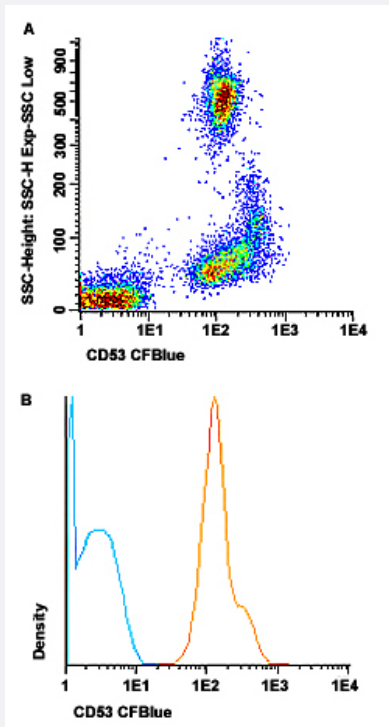 A
SSC-Height: SSC-H Exp-SSC Low
900
500
300
200
100
0
1 1E1 1E2 1E3 1E4
CD53 CFBlue
B
Density
1 1E1 1E2 1E3 1E4
CD53 CFBlue